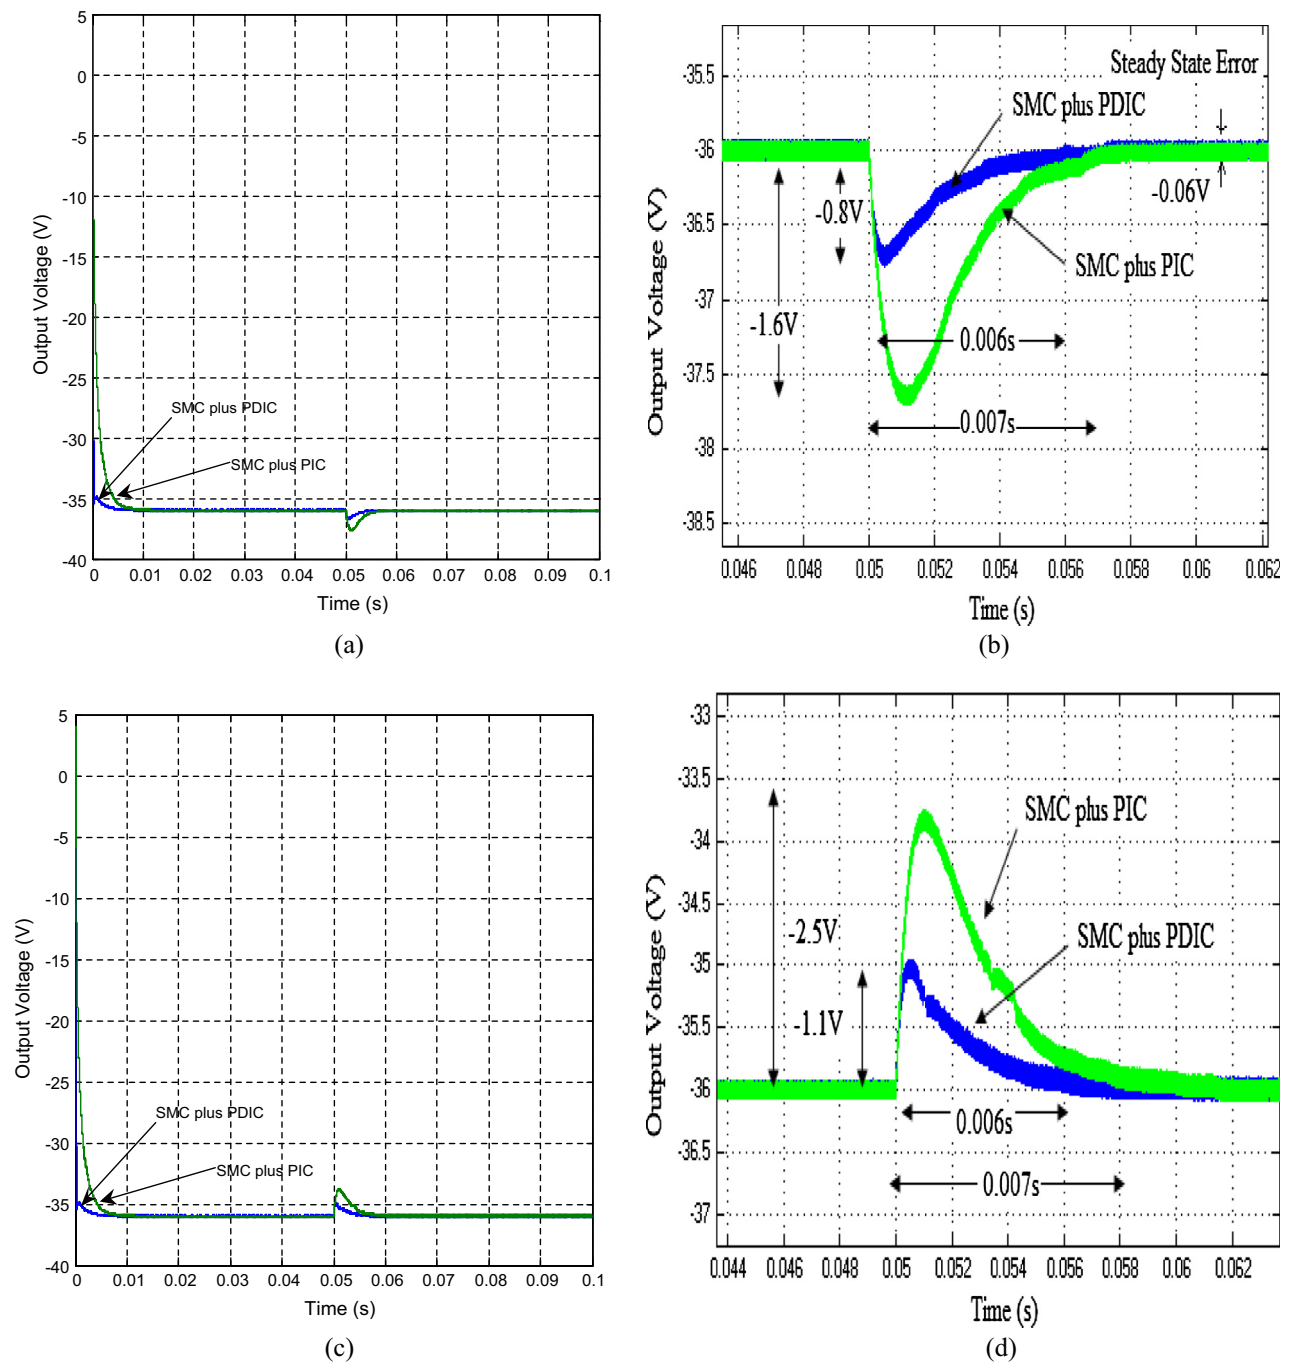 5
0
-5
-10
-15
-20
-25
-30
-35
-40
Output Voltage (V)
SMC plus PDIC
SMC plus PIC
0 0.01 0.02 0.03 0.04 0.05 0.06 0.07 0.08 0.09 0.1
Time (s)
(a)
-35.5
-36
-36.5
-37
-37.5
-38
-38.5
Output Voltage (V)
Steady State Error
SMC plus PDIC
-0.06V
-0.8V
SMC plus PIC
-1.6V
0.006s
0.007s
0.046 0.048 0.05 0.052 0.054 0.056 0.058 0.06 0.062
Time (s)
(b)
5
0
-5
-10
-15
-20
-25
-30
-35
-40
Output Voltage (V)
SMC plus PDIC
SMC plus PIC
0 0.01 0.02 0.03 0.04 0.05 0.06 0.07 0.08 0.09 0.1
Time (s)
(c)
-33
-33.5
-34
-34.5
-35
-35.5
-36
-36.5
-37
Output Voltage (V)
SMC plus PIC
-2.5V
SMC plus PDIC
-1.1V
0.006s
0.007s
0.044 0.046 0.048 0.05 0.052 0.054 0.056 0.058 0.06 0.062
Time (s)
(d)